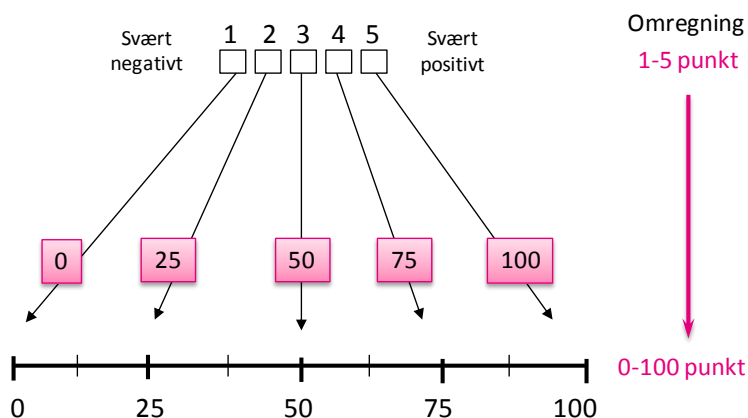 Svært
negativt
1 2 3 4 5
Svært
positivt
Omregning
1-5 punkt
0 25 50 75 100
0-100 punkt
0 25 50 75 100